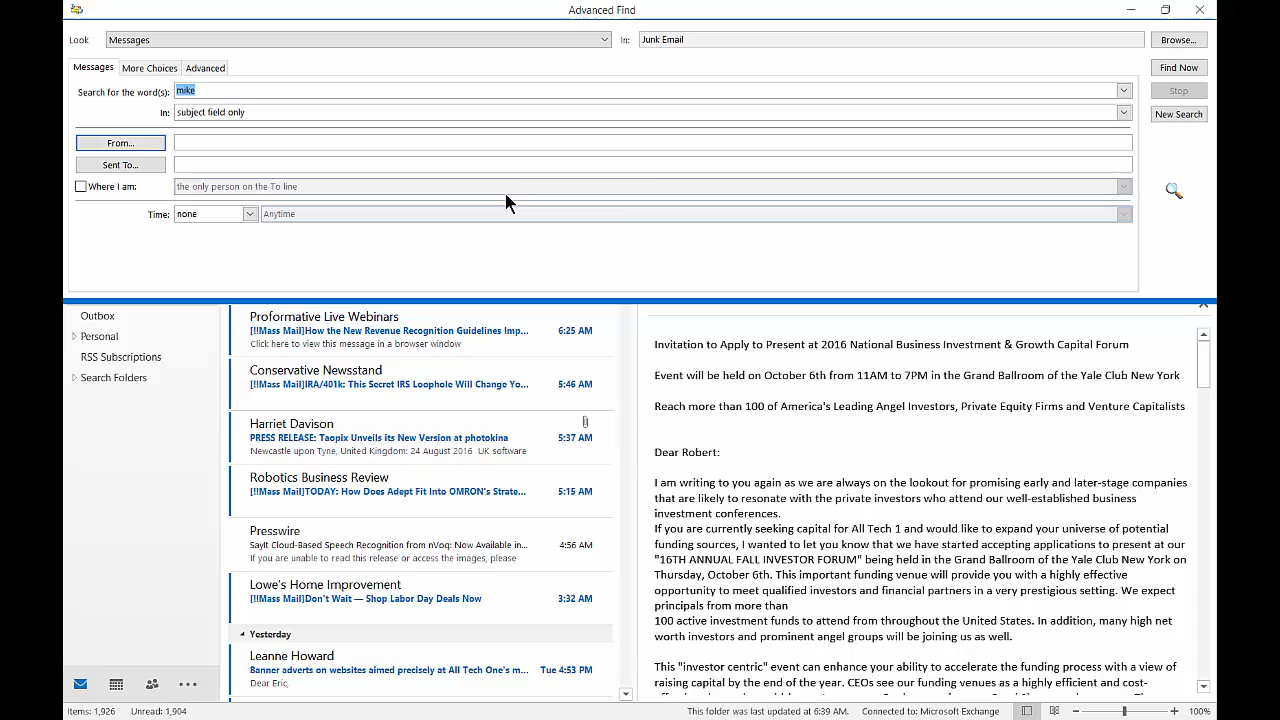 Advanced Find
Look
Messages
In:
Junk Email
Browse...
Messages
More Choices
Advanced
Find Now
Search for the word(s):
mike
Stop
In:
subject field only
New Search
From...
Sent To...
Where I am:
the only person on the To line
Time:
none
Anytime
Outbox
Personal
RSS Subscriptions
Search Folders
Proformative Live Webinars
[!!Mass Mail]How the New Revenue Recognition Guidelines Imp...
6:25 AM
Click here to view this message in a browser window
Conservative Newsstand
[!!Mass Mail]IRA/401k: This Secret IRS Loophole Will Change Yo...
5:46 AM
Harriet Davison
PRESS RELEASE: Taopix Unveils its New Version at photokina
5:37 AM
Newcastle upon Tyne, United Kingdom: 24 August 2016 UK software
Robotics Business Review
[!!Mass Mail]TODAY: How Does Adept Fit Into OMRON's Strate...
5:15 AM
Presswire
SayIt Cloud-Based Speech Recognition from nVoq: Now Available in...
4:56 AM
If you are unable to read this release or access the images, please
Lowe's Home Improvement
[!!Mass Mail]Don't Wait — Shop Labor Day Deals Now
3:32 AM
Yesterday
Leanne Howard
Banner adverts on websites aimed precisely at All Tech One's m...
Tue 4:53 PM
Dear Eric,
Invitation to Apply to Present at 2016 National Business Investment & Growth Capital Forum
Event will be held on October 6th from 11AM to 7PM in the Grand Ballroom of the Yale Club New York
Reach more than 100 of America's Leading Angel Investors, Private Equity Firms and Venture Capitalists
Dear Robert:
I am writing to you again as we are always on the lookout for promising early and later-stage companies
that are likely to resonate with the private investors who attend our well-established business
investment conferences.
If you are currently seeking capital for All Tech 1 and would like to expand your universe of potential
funding sources, I wanted to let you know that we have started accepting applications to present at our
"16TH ANNUAL FALL INVESTOR FORUM" being held in the Grand Ballroom of the Yale Club New York on
Thursday, October 6th. This important funding venue will provide you with a highly effective
opportunity to meet qualified investors and financial partners in a very prestigious setting. We expect
principals from more than
100 active investment funds to attend from throughout the United States. In addition, many high net
worth investors and prominent angel groups will be joining us as well.
This "investor centric" event can enhance your ability to accelerate the funding process with a view of
raising capital by the end of the year. CEOs see our funding venues as a highly efficient and cost-
Items: 1,926
Unread: 1,904
This folder was last updated at 6:39 AM.
Connected to: Microsoft Exchange
100%